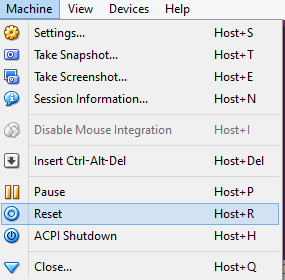 Machine View Devices Help
Settings... Host+S
Take Snapshot... Host+T
Take Screenshot... Host+E
Session Information... Host+N
Disable Mouse Integration Host+I
Insert Ctrl-Alt-Del Host+Del
Pause Host+P
Reset Host+R
ACPI Shutdown Host+H
Close... Host+Q